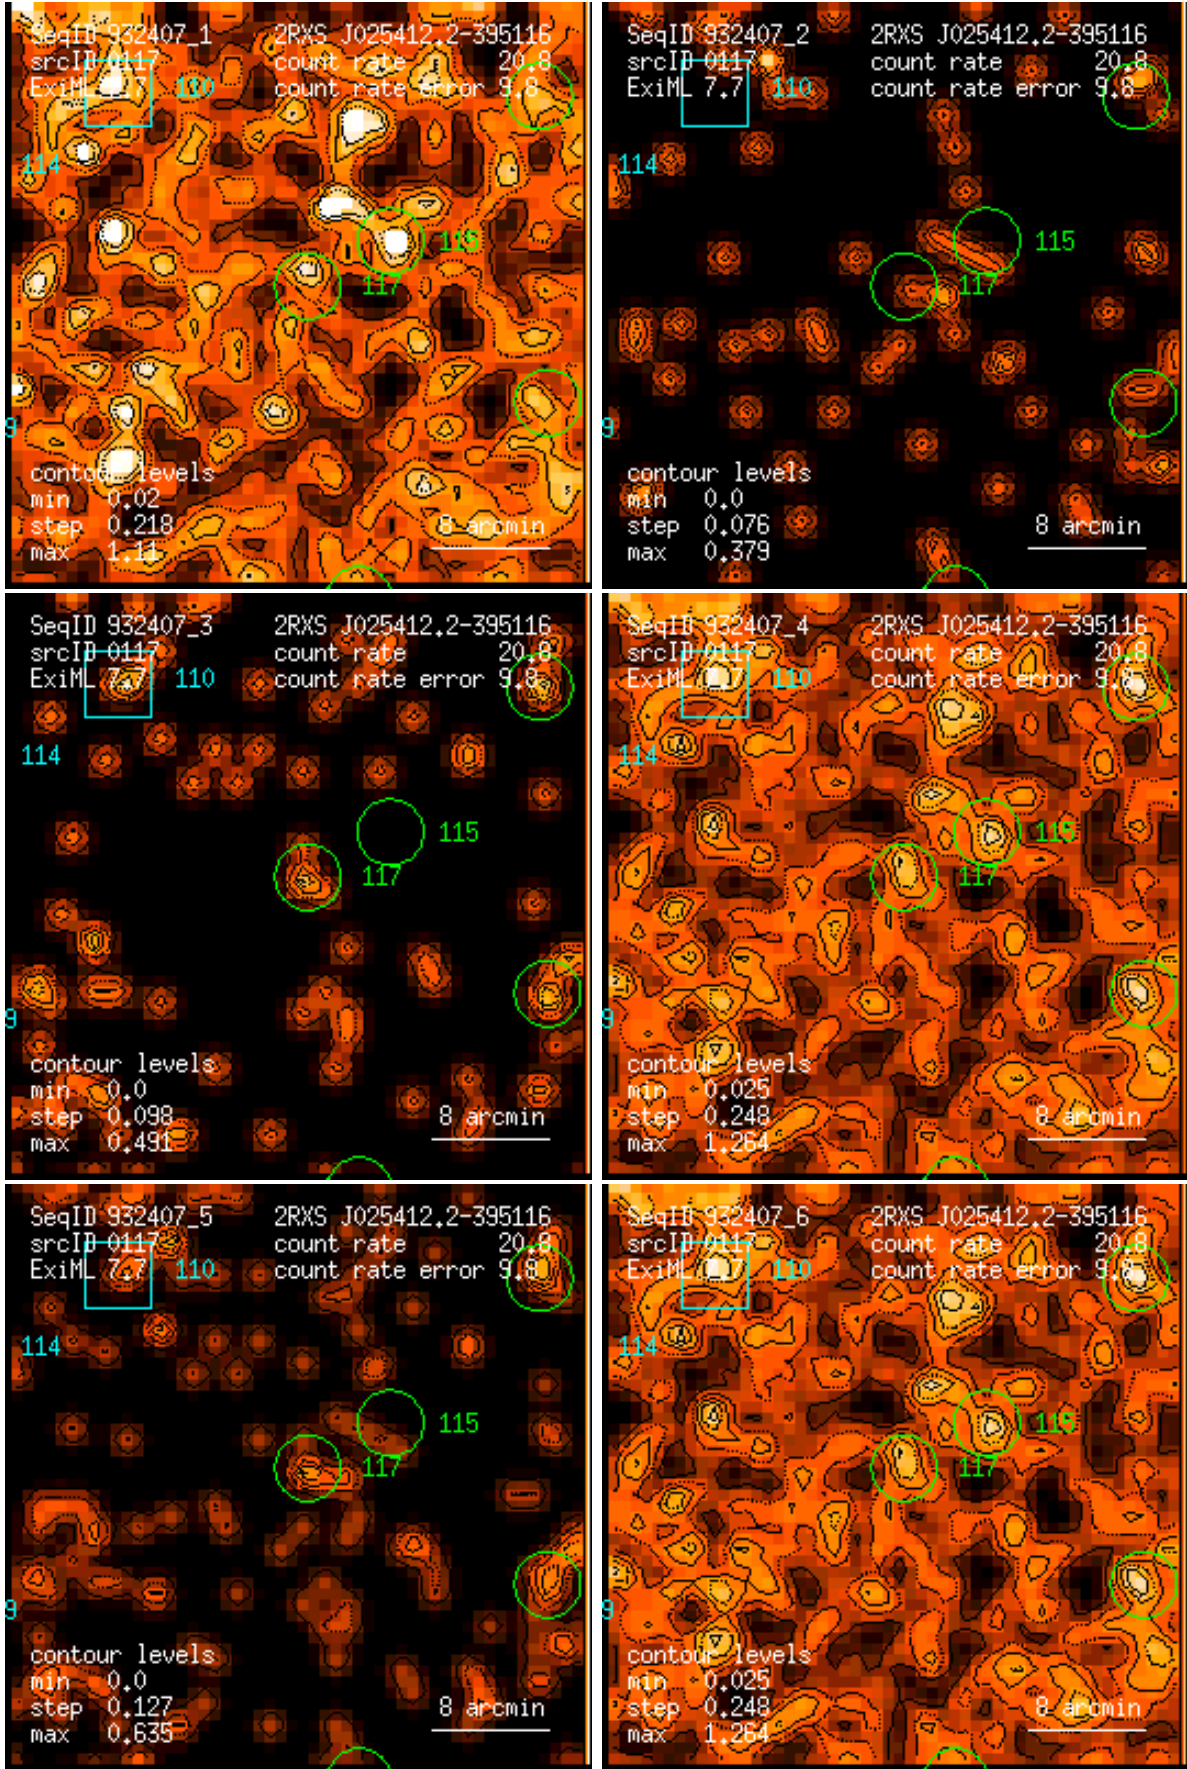 SeqID 932407_1 2RXS J025412.2-395116
srcID 0117 count rate 20.8
ExiML 7.7 110 count rate error 9.8
114
115
117
9
contour levels
min 0.02
step 0.218 8 arcmin
max 1.11
SeqID 932407_2 2RXS J025412.2-395116
srcID 0117 count rate 20.8
ExiML 7.7 110 count rate error 9.8
114
115
117
9
contour levels
min 0.0
step 0.076 8 arcmin
max 0.379
SeqID 932407_3 2RXS J025412.2-395116
srcID 0117 count rate 20.8
ExiML 7.7 110 count rate error 9.8
114
115
117
9
contour levels
min 0.0
step 0.098 8 arcmin
max 0.491
SeqID 932407_4 2RXS J025412.2-395116
srcID 0117 count rate 20.8
ExiML 7.7 110 count rate error 9.8
114
115
117
9
contour levels
min 0.025
step 0.248 8 arcmin
max 1.264
SeqID 932407_5 2RXS J025412.2-395116
srcID 0117 count rate 20.8
ExiML 7.7 110 count rate error 9.8
114
115
117
9
contour levels
min 0.0
step 0.127 8 arcmin
max 0.635
SeqID 932407_6 2RXS J025412.2-395116
srcID 0117 count rate 20.8
ExiML 7.7 110 count rate error 9.8
114
115
117
9
contour levels
min 0.025
step 0.248 8 arcmin
max 1.264